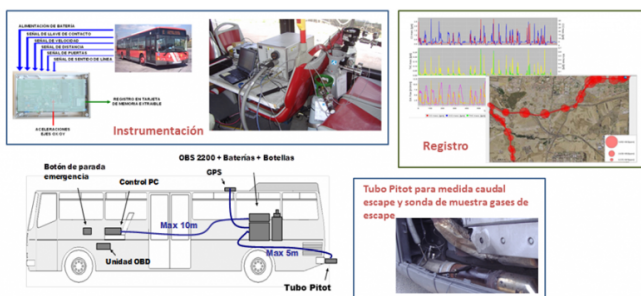 ALIMENTACION DE BATERÍA
SEÑAL DE LLAVE DE CONTACTO
SEÑAL DE VELOCIDAD
SEÑAL DE DISTANCIA
SEÑAL DE PUERTAS
SEÑAL DE SENTIDO DE LINEA
REGISTRO EN TARJETA
DE MEMORIA EXTRAIBLE
ACELERACIONES
EJES OX OY
Instrumentación
Registro
OBS 2200 + Baterías + Botellas
GPS
Botón de parada
emergencia
Control PC
Max 10m
Max 5m
Unidad OBD
Tubo Pitot
Tubo Pitot para medida caudal
escape y sonda de muestra gases de
escape